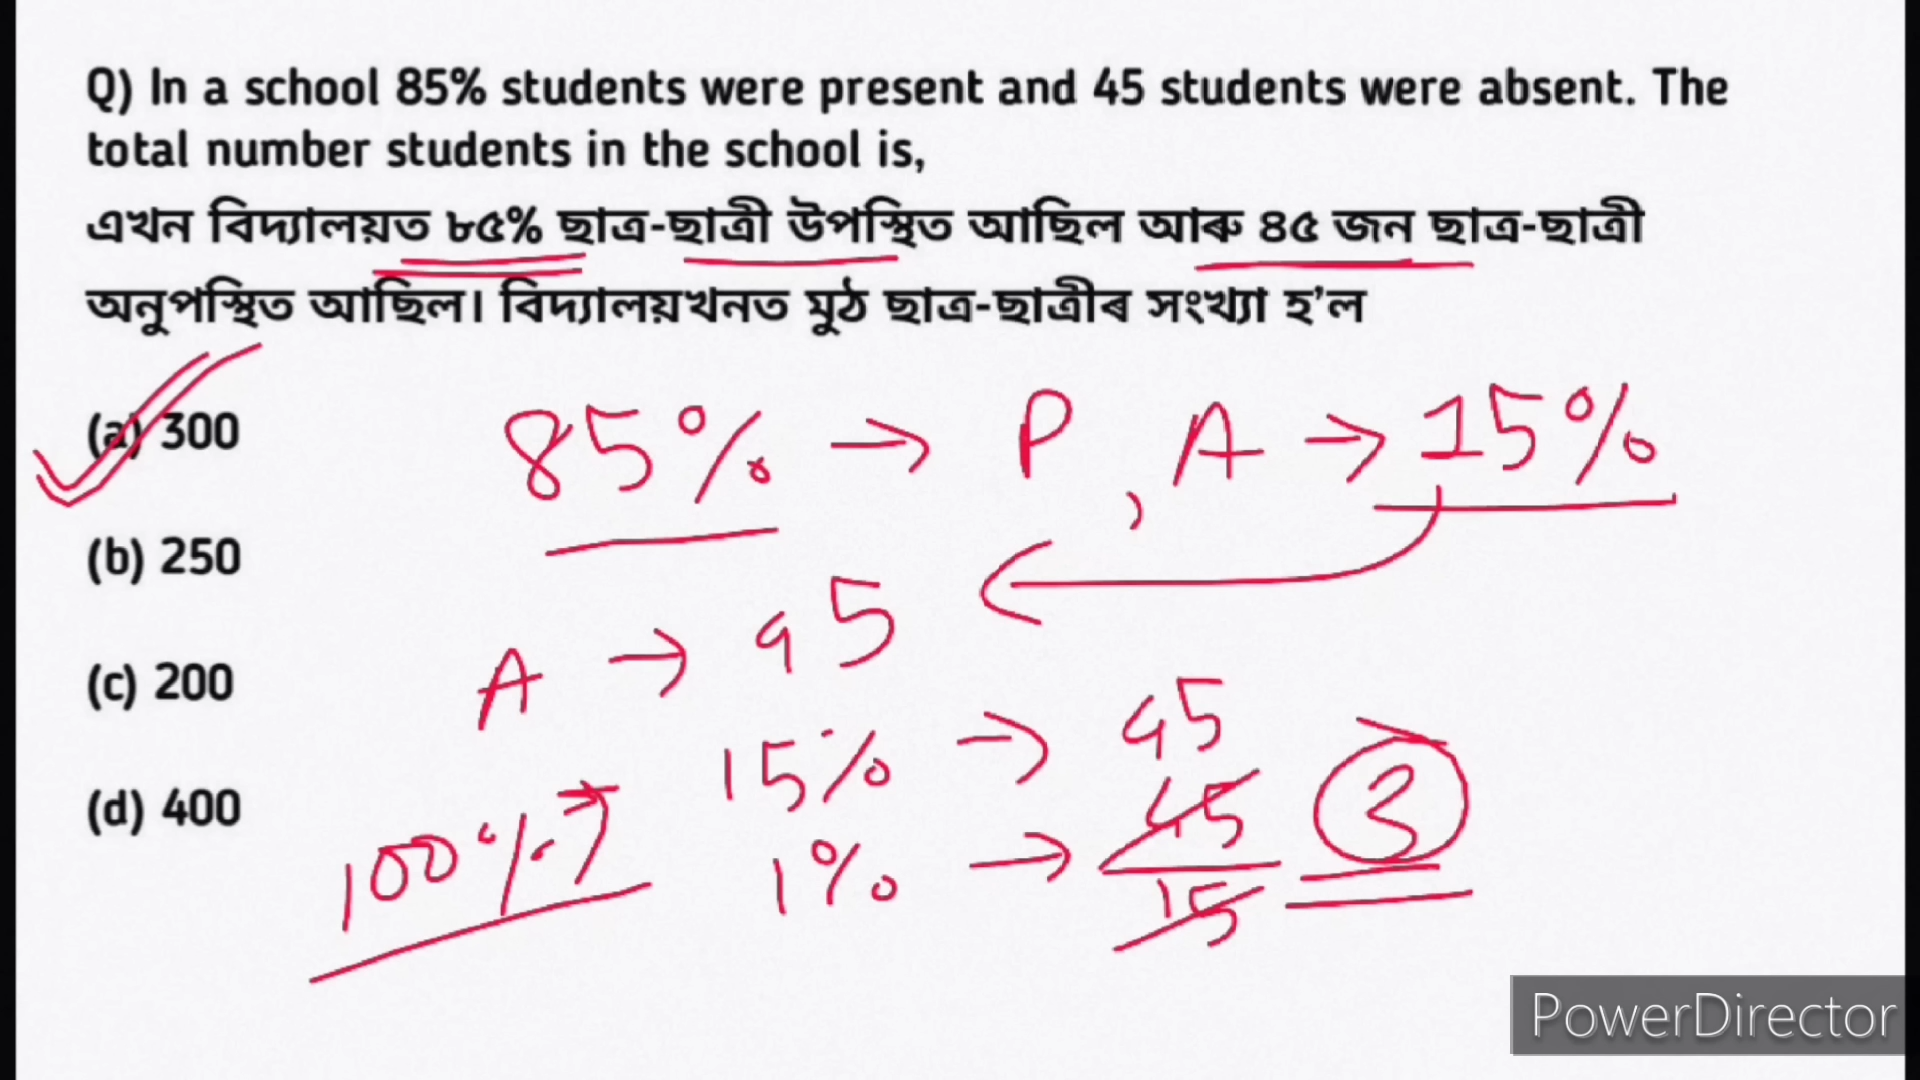 Q) In a school 85% students were present and 45 students were absent. The
total number students in the school is,
এখন বিদ্যালয়ত ৮৫% ছাত্ৰ-ছাত্ৰী উপস্থিত আছিল আৰু ৪৫ জন ছাত্ৰ-ছাত্ৰী
অনুপস্থিত আছিল। বিদ্যালয়খনত মুঠ ছাত্ৰ-ছাত্ৰীৰ সংখ্যা হ'ল
(a) 300
85% → P, A → 15%
(b) 250
A → 45
(c) 200
15% → 45
(d) 400
100% →
1% → 45/15 3
PowerDirector